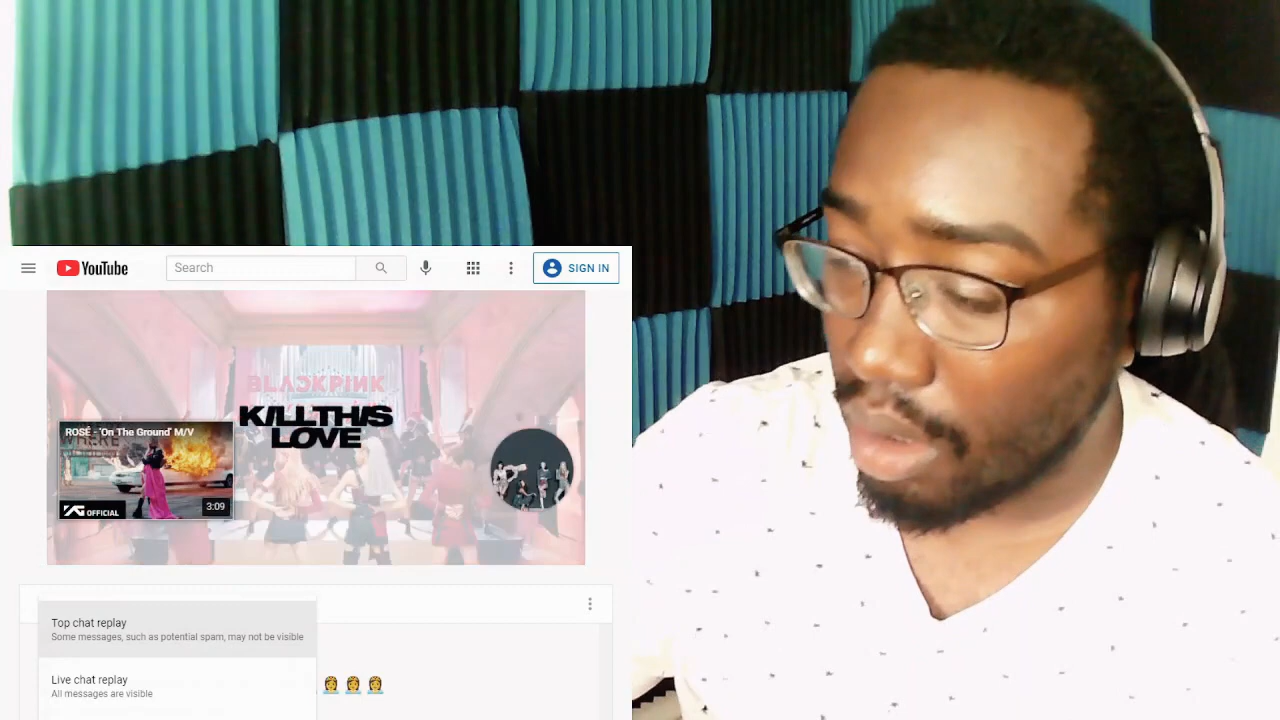 YouTube
Search
SIGN IN
BLACKPINK
KILL THIS
LOVE
ROSÉ - 'On The Ground' M/V
YG OFFICIAL
3:09
Top chat replay
Some messages, such as potential spam, may not be visible
Live chat replay
All messages are visible